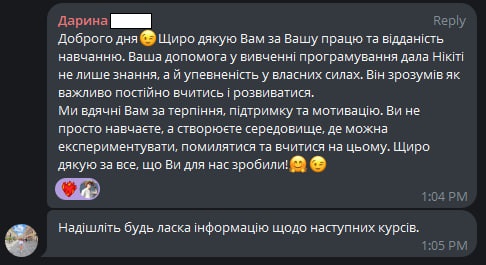 Дарина
Reply
Доброго дня😉Щиро дякую Вам за Вашу працю та відданість
навчанню. Ваша допомога у вивченні програмування дала Нікіті
не лише знання, а й упевненість у власних силах. Він зрозумів як
важливо постійно вчитись і розвиватися.
Ми вдячні Вам за терпіння, підтримку та мотивацію. Ви не
просто навчаєте, а створюєте середовище, де можна
експериментувати, помилятися та вчитися на цьому. Щиро
дякую за все, що Ви для нас зробили!🤗😉
1:04 PM
Надішліть будь ласка інформацію щодо наступних курсів.
1:05 PM